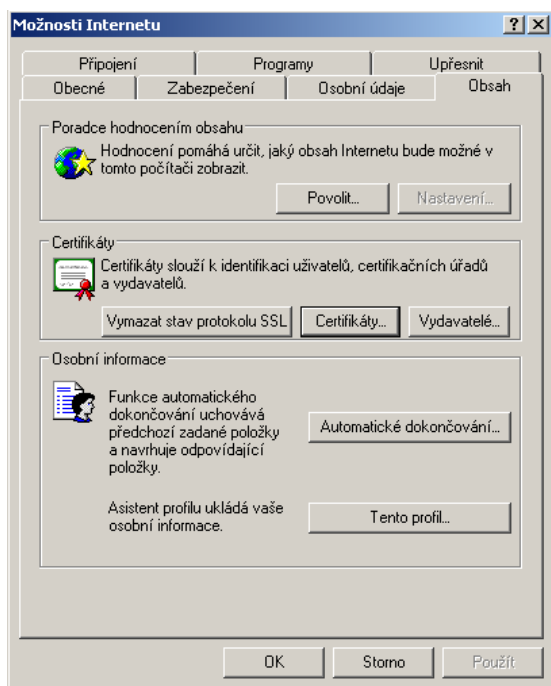 Možnosti Internetu
Připojení
Programy
Upřesnit
Obecné
Zabezpečení
Osobní údaje
Obsah
Poradce hodnocením obsahu
Hodnocení pomáhá určit, jaký obsah Internetu bude možné v
tomto počítači zobrazit.
Povolit...
Nastavení...
Certifikáty
Certifikáty slouží k identifikaci uživatelů, certifikačních úřadů
a vydavatelů.
Vymazat stav protokolu SSL
Certifikáty...
Vydavatelé...
Osobní informace
Funkce automatického
dokončování uchovává
předchozí zadané položky
a navrhuje odpovídající
položky.
Automatické dokončování...
Asistent profilu ukládá vaše
osobní informace.
Tento profil...
OK
Storno
Použít